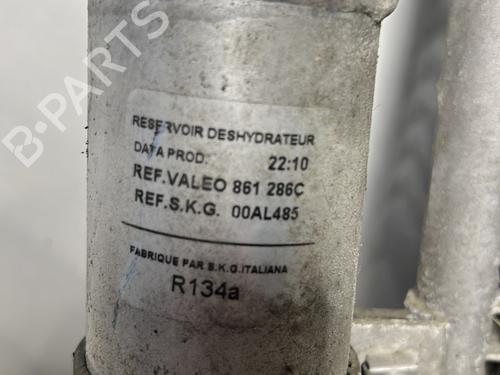 B-PARTS
RESERVOIR DESHYDRATEUR
DATA PROD: 22:10
REF.VALEO 861 286C
REF.S.K.G. 00AL485
FABRIQUE PAR S.K.G.ITALIANA
R134a